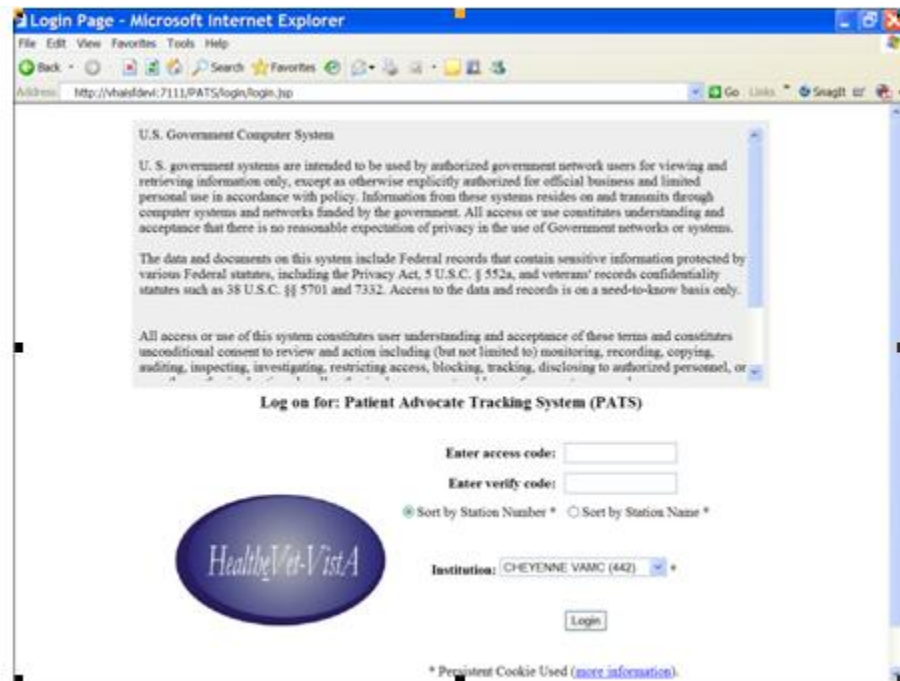 Login Page - Microsoft Internet Explorer
File Edit View Favorites Tools Help
Back Search Favorites
Address http://vhaisfdevi:7111/PATS/login/login.jsp Go Links SnagIt
U.S. Government Computer System
U. S. government systems are intended to be used by authorized government network users for viewing and
retrieving information only, except as otherwise explicitly authorized for official business and limited
personal use in accordance with policy. Information from these systems resides on and transmits through
computer systems and networks funded by the government. All access or use constitutes understanding and
acceptance that there is no reasonable expectation of privacy in the use of Government networks or systems.
The data and documents on this system include Federal records that contain sensitive information protected by
various Federal statutes, including the Privacy Act, 5 U.S.C. § 552a, and veterans' records confidentiality
statutes such as 38 U.S.C. §§ 5701 and 7332. Access to the data and records is on a need-to-know basis only.
All access or use of this system constitutes user understanding and acceptance of these terms and constitutes
unconditional consent to review and action including (but not limited to) monitoring, recording, copying,
auditing, inspecting, investigating, restricting access, blocking, tracking, disclosing to authorized personnel, or
Log on for: Patient Advocate Tracking System (PATS)
Enter access code:
Enter verify code:
Sort by Station Number * Sort by Station Name *
HealtheVet-VistA
Institution: CHEYENNE VAMC (442) *
Login
* Persistent Cookie Used (more information).